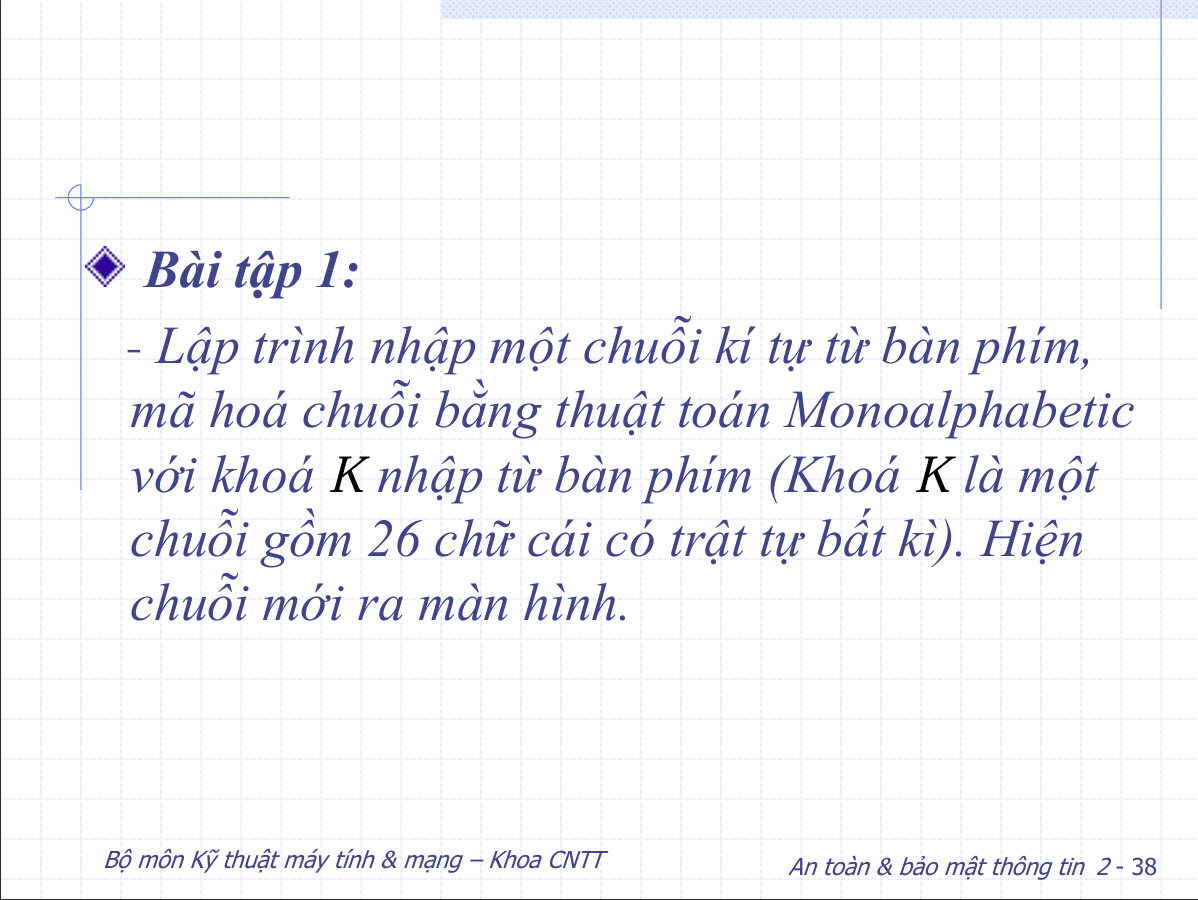 Bài tập 1:
- Lập trình nhập một chuỗi kí tự từ bàn phím,
mã hoá chuỗi bằng thuật toán Monoalphabetic
với khoá K nhập từ bàn phím (Khoá K là một
chuỗi gồm 26 chữ cái có trật tự bất kì). Hiện
chuỗi mới ra màn hình.
Bộ môn Kỹ thuật máy tính & mạng – Khoa CNTT
An toàn & bảo mật thông tin 2 - 38